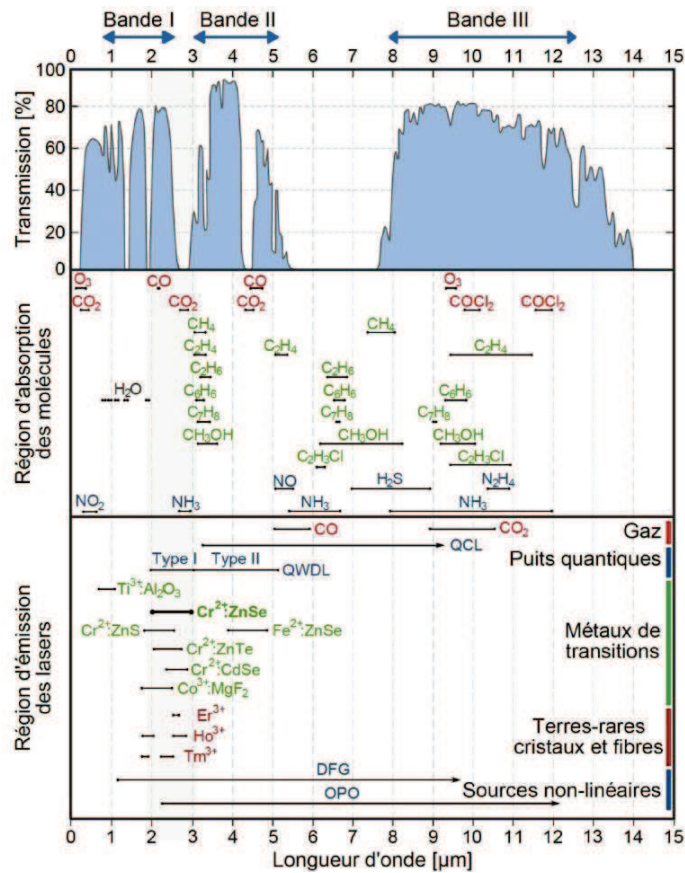 Bande I Bande II Bande III
0 1 2 3 4 5 6 7 8 9 10 11 12 13 14 15
Transmission [%]
100
80
60
40
20
0
Région d'absorption
des molécules
O₃ CO CO O₃
CO₂ CO₂ CO₂ COCl₂ COCl₂
CH₄ CH₄
C₂H₄ C₂H₄ C₂H₄
C₂H₆ C₂H₆
H₂O C₆H₆ C₆H₆ C₆H₆
C₇H₈ C₇H₈ C₇H₈
CH₃OH CH₃OH CH₃OH
C₂H₃Cl C₂H₃Cl
NO H₂S N₂H₄
NO₂ NH₃ NH₃ NH₃
Région d'émission
des lasers
CO CO₂ Gaz
QCL
Type I Type II QWDL Puits quantiques
Ti³⁺:Al₂O₃
Cr²⁺:ZnSe
Cr²⁺:ZnS Fe²⁺:ZnSe
Cr²⁺:ZnTe
Cr²⁺:CdSe
Co³⁺:MgF₂
Métaux de
transitions
Er³⁺
Ho³⁺
Tm³⁺
Terres-rares
cristaux et fibres
DFG
OPO
Sources non-linéaires
0 1 2 3 4 5 6 7 8 9 10 11 12 13 14 15
Longueur d'onde [µm]